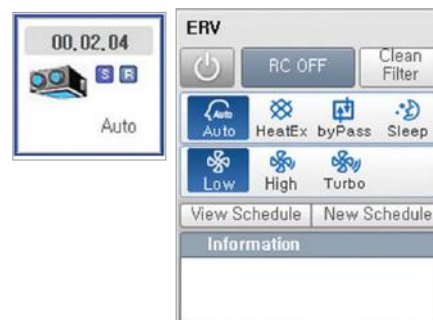 00.02.04
S R
Auto
ERV
RC OFF
Clean
Filter
Auto
Auto HeatEx byPass Sleep
Low High Turbo
View Schedule New Schedule
Information